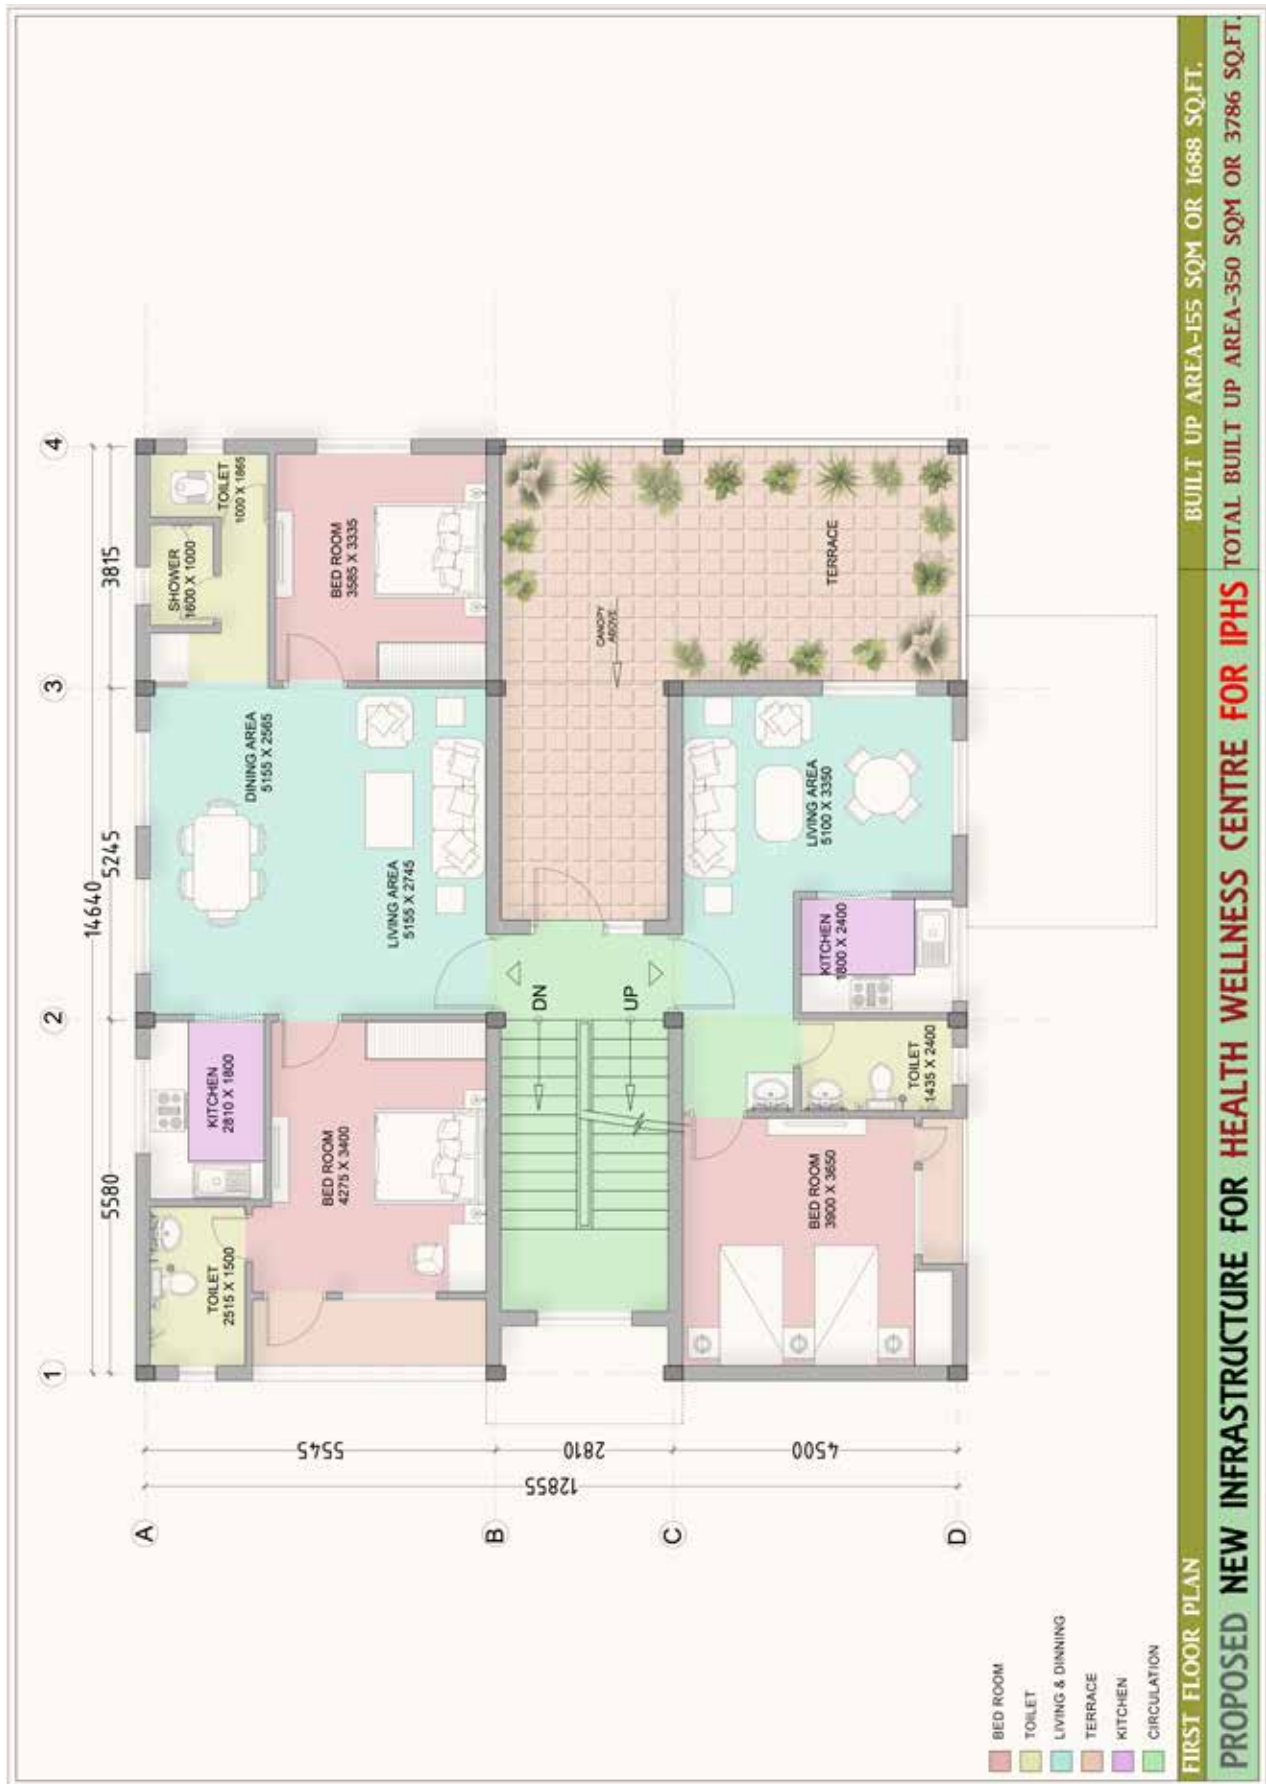 1
2
3
4
14640
5580
5245
3815
A
B
C
D
5545
2810
4500
12855
TOILET
2515 X 1500
KITCHEN
2810 X 1800
DINING AREA
5155 X 2565
SHOWER
1600 X 1000
TOILET
1000 X 1865
BED ROOM
4275 X 3400
LIVING AREA
5155 X 2745
BED ROOM
3585 X 3335
DN
UP
CANOPY
ABOVE
TERRACE
BED ROOM
3900 X 3650
TOILET
1435 X 2400
KITCHEN
1800 X 2400
LIVING AREA
5100 X 3350
BED ROOM
TOILET
LIVING & DINNING
TERRACE
KITCHEN
CIRCULATION
FIRST FLOOR PLAN
BUILT UP AREA-155 SQM OR 1688 SQ.FT.
PROPOSED NEW INFRASTRUCTURE FOR HEALTH WELLNESS CENTRE FOR IPHS
TOTAL BUILT UP AREA-350 SQM OR 3786 SQ.FT.